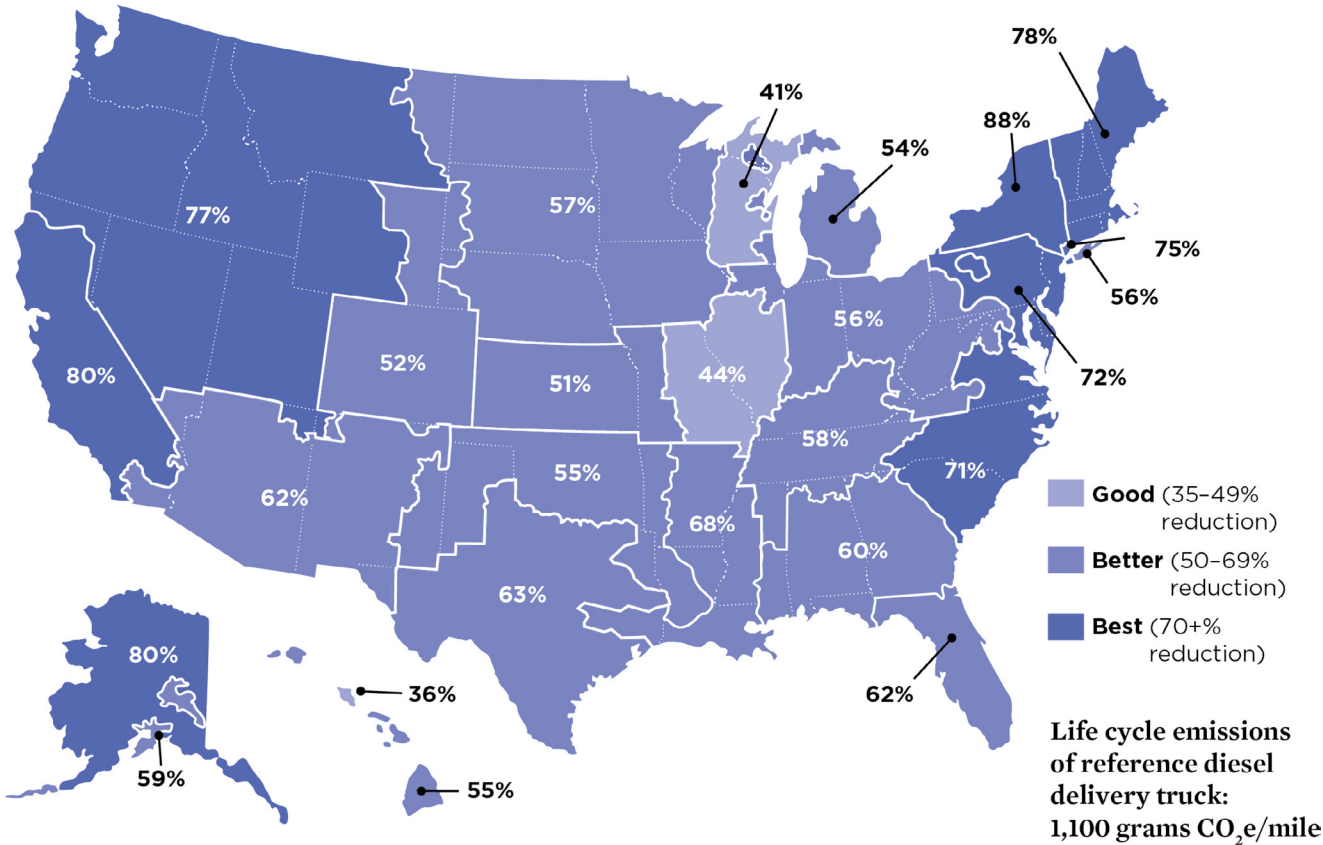 78%
41%
88%
54%
57%
77%
75%
56%
56%
52%
72%
80%
51%
44%
58%
55%
71%
62%
68%
60%
63%
Good (35–49%
reduction)
Better (50–69%
reduction)
Best (70+%
reduction)
80%
36%
62%
59%
55%
Life cycle emissions
of reference diesel
delivery truck:
1,100 grams CO₂e/mile